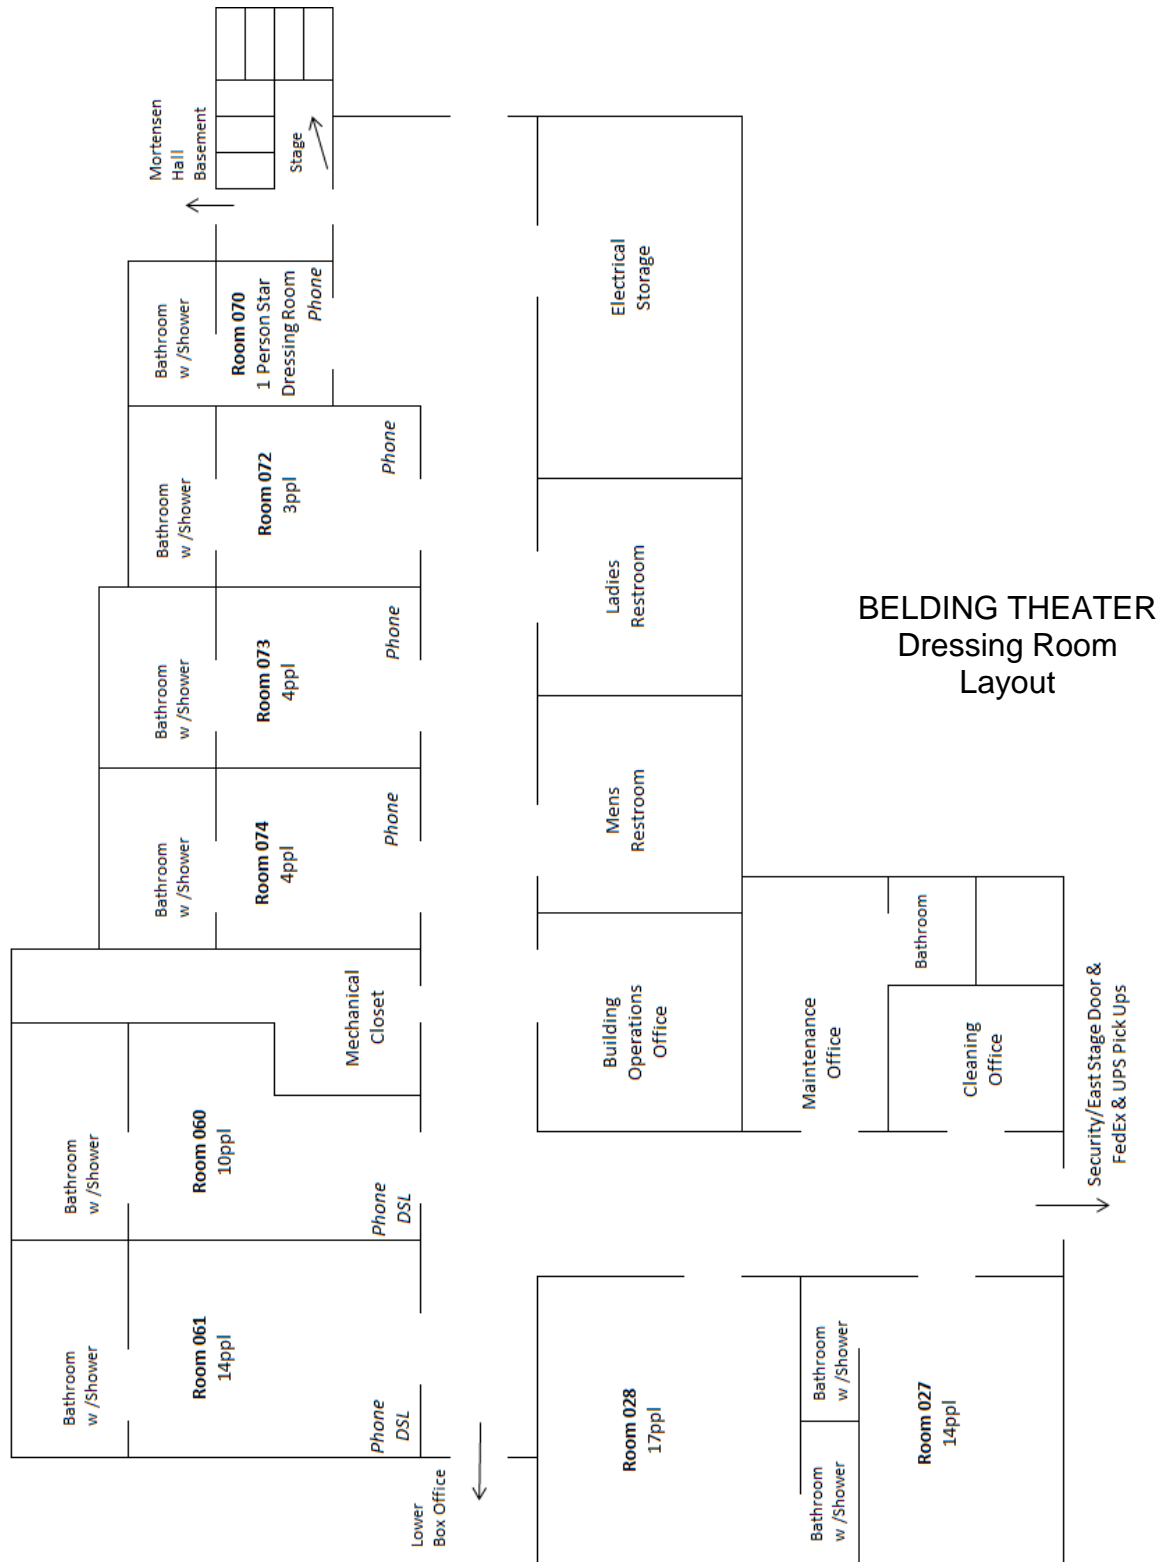 BELDING THEATER
Dressing Room
Layout
Mortensen
Hall
Basement
Stage
Bathroom
w /Shower
Room 070
1 Person Star
Dressing Room
Phone
Bathroom
w /Shower
Room 072
3ppl
Phone
Bathroom
w /Shower
Room 073
4ppl
Phone
Bathroom
w /Shower
Room 074
4ppl
Phone
Mechanical
Closet
Bathroom
w /Shower
Room 060
10ppl
Phone
DSL
Bathroom
w /Shower
Room 061
14ppl
Phone
DSL
Lower
Box Office
Electrical
Storage
Ladies
Restroom
Mens
Restroom
Building
Operations
Office
Maintenance
Office
Bathroom
Cleaning
Office
Security/East Stage Door &
FedEx & UPS Pick Ups
Room 028
17ppl
Bathroom
w /Shower
Bathroom
w /Shower
Room 027
14ppl